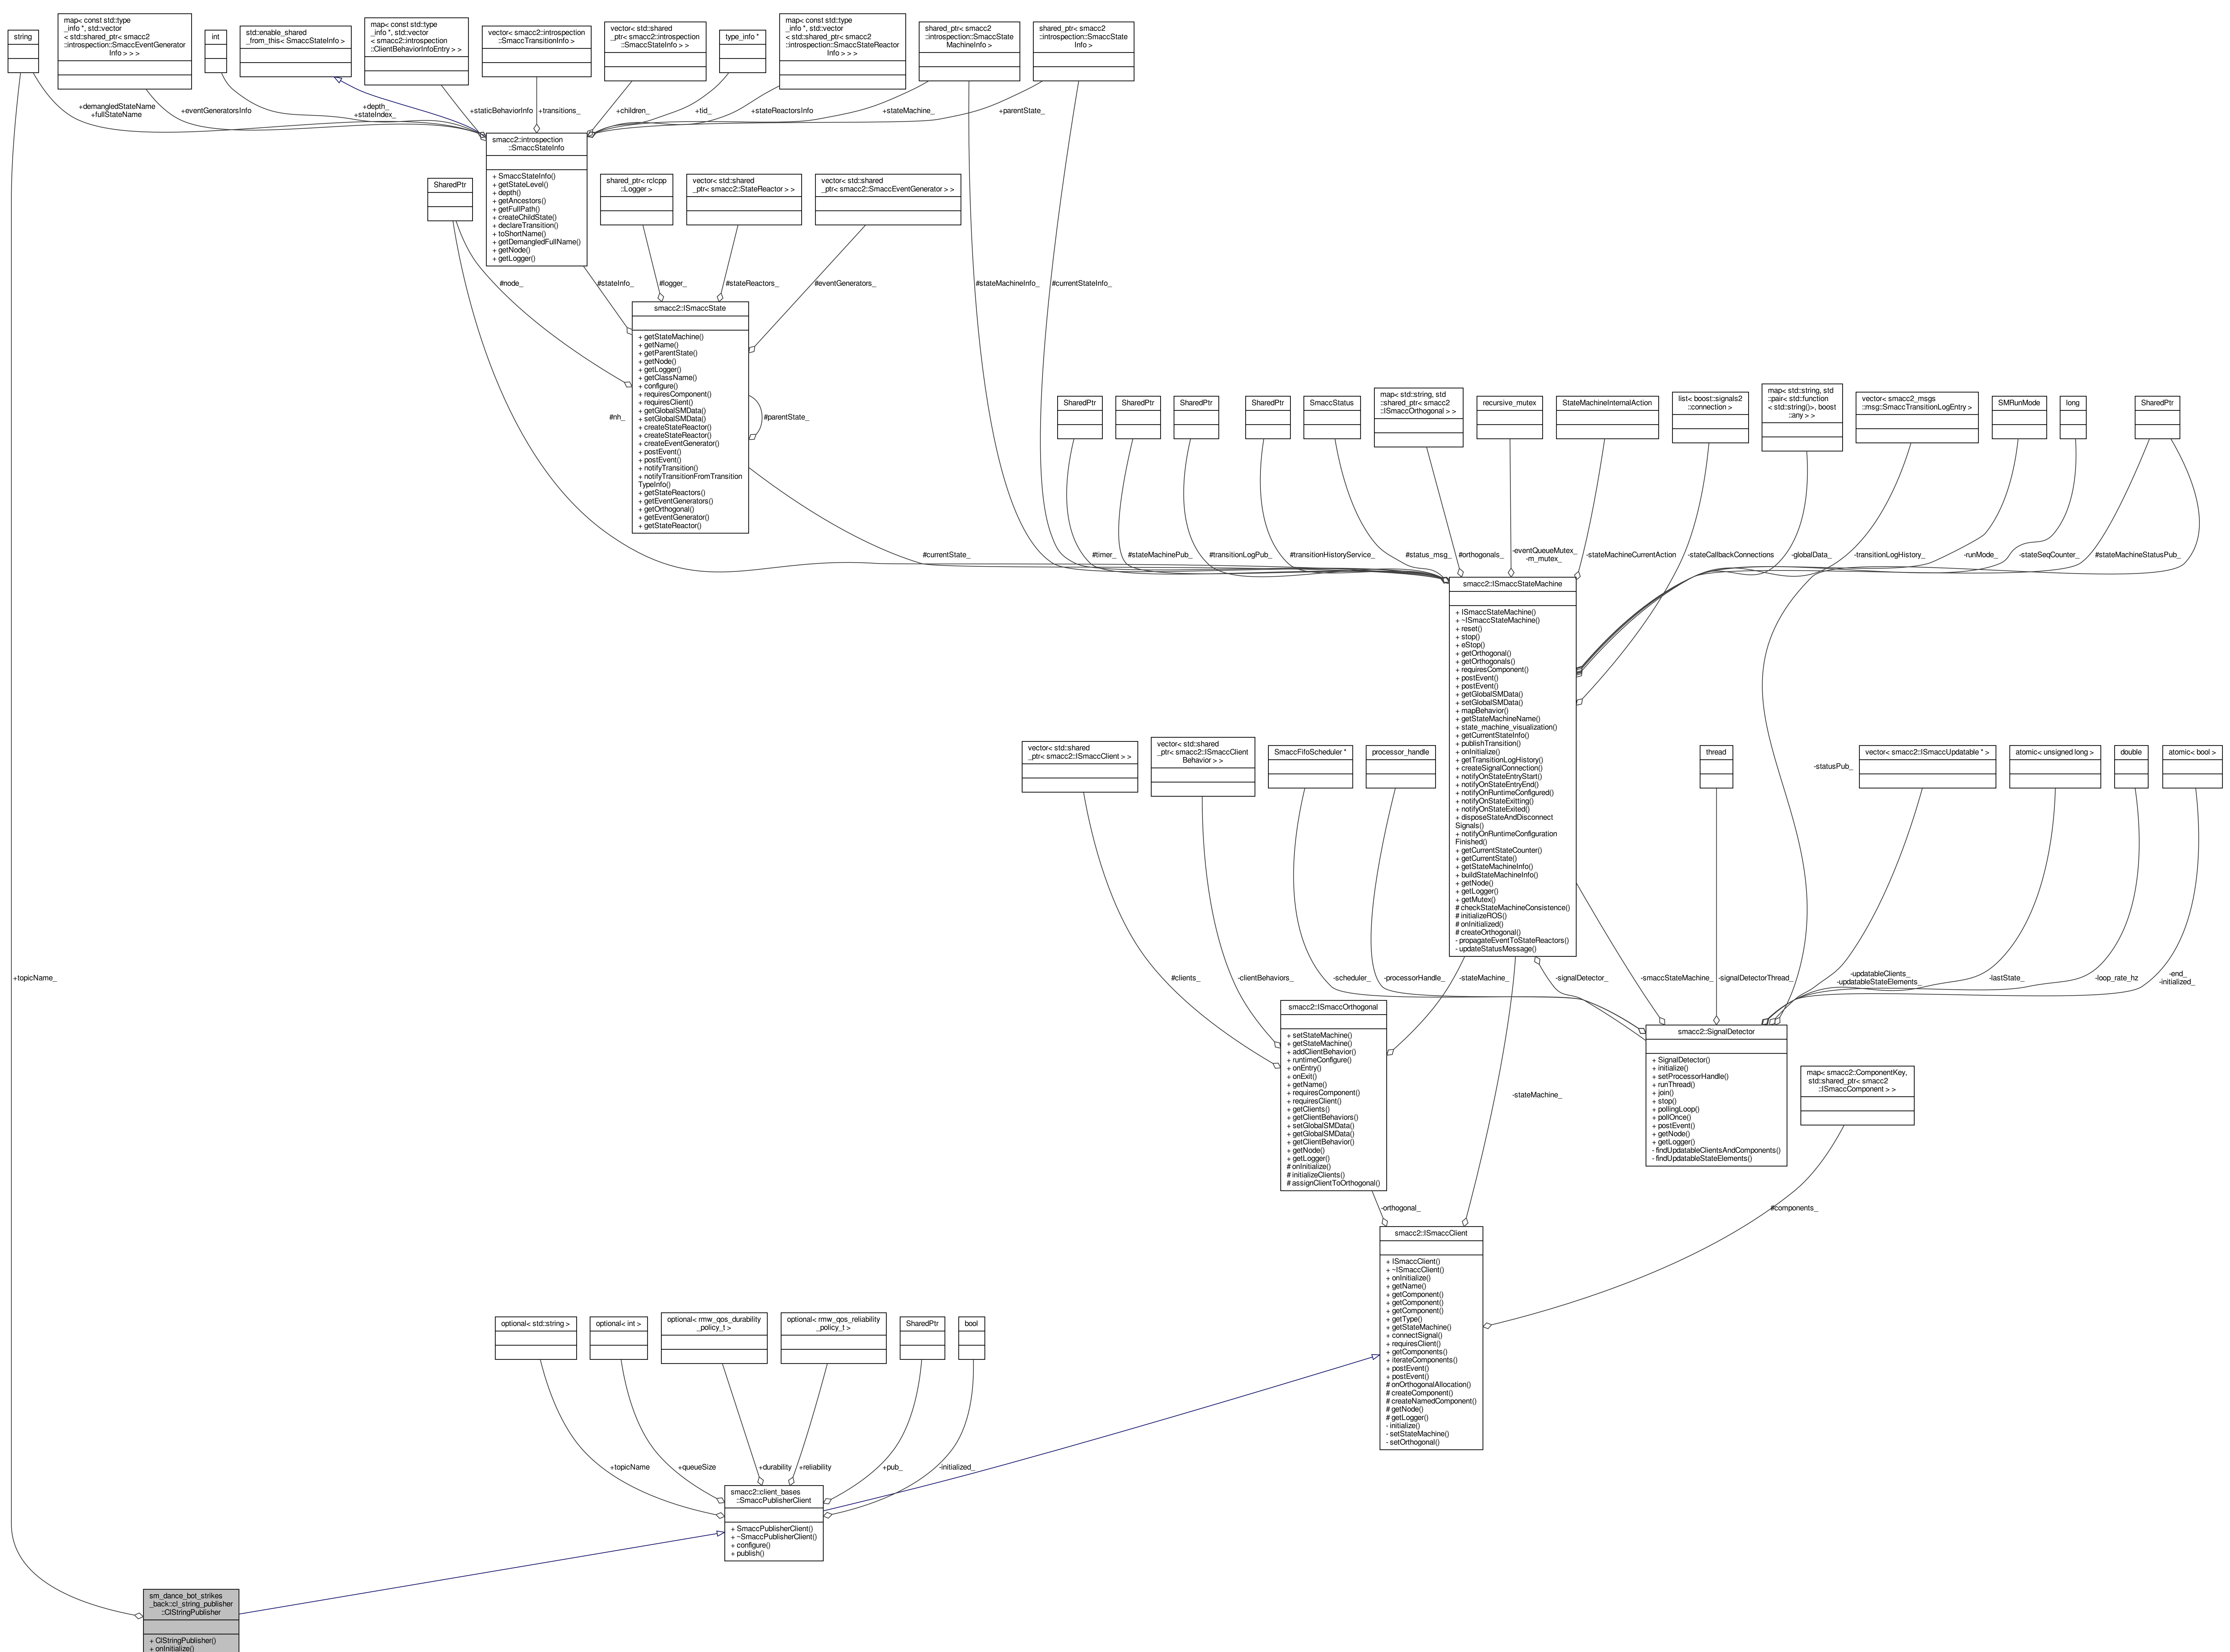 string
map< const std::type
_info *, std::vector
< std::shared_ptr< smacc2
::introspection::SmaccEventGenerator
Info > > >
int
std::enable_shared
_from_this< SmaccStateInfo >
map< const std::type
_info *, std::vector
< smacc2::introspection
::ClientBehaviorInfoEntry > >
vector< smacc2::introspection
::SmaccTransitionInfo >
vector< std::shared
_ptr< smacc2::introspection
::SmaccStateInfo > >
type_info *
map< const std::type
_info *, std::vector
< std::shared_ptr< smacc2
::introspection::SmaccStateReactor
Info > > >
shared_ptr< smacc2
::introspection::SmaccState
MachineInfo >
shared_ptr< smacc2
::introspection::SmaccState
Info >
+demangledStateName
+fullStateName
+eventGeneratorsInfo
+depth_
+stateIndex_
+staticBehaviorInfo
+transitions_
+children_
+tid_
+stateReactorsInfo
+stateMachine_
+parentState_
smacc2::introspection
::SmaccStateInfo
+ SmaccStateInfo()
+ getStateLevel()
+ depth()
+ getAncestors()
+ getFullPath()
+ createChildState()
+ declareTransition()
+ toShortName()
+ getDemangledFullName()
+ getNode()
+ getLogger()
SharedPtr
shared_ptr< rclcpp
::Logger >
vector< std::shared
_ptr< smacc2::StateReactor > >
vector< std::shared
_ptr< smacc2::SmaccEventGenerator > >
#node_
#stateInfo_
#logger_
#stateReactors_
#eventGenerators_
#stateMachineInfo_
#currentStateInfo_
smacc2::ISmaccState
+ getStateMachine()
+ getName()
+ getParentState()
+ getNode()
+ getLogger()
+ getClassName()
+ configure()
+ requiresComponent()
+ requiresClient()
+ getGlobalSMData()
+ setGlobalSMData()
+ createStateReactor()
+ createStateReactor()
+ createEventGenerator()
+ postEvent()
+ postEvent()
+ notifyTransition()
+ notifyTransitionFromTransition
TypeInfo()
+ getStateReactors()
+ getEventGenerators()
+ getOrthogonal()
+ getEventGenerator()
+ getStateReactor()
#nh_
#parentState_
SharedPtr
SharedPtr
SharedPtr
SharedPtr
SmaccStatus
map< std::string, std
::shared_ptr< smacc2
::ISmaccOrthogonal > >
recursive_mutex
StateMachineInternalAction
list< boost::signals2
::connection >
map< std::string, std
::pair< std::function
< std::string()>, boost
::any > >
vector< smacc2_msgs
::msg::SmaccTransitionLogEntry >
SMRunMode
long
SharedPtr
#currentState_
#timer_
#stateMachinePub_
#transitionLogPub_
#transitionHistoryService_
#status_msg_
#orthogonals_
-eventQueueMutex_
-m_mutex_
-stateMachineCurrentAction
-stateCallbackConnections
-globalData_
-transitionLogHistory_
-runMode_
-stateSeqCounter_
#stateMachineStatusPub_
smacc2::ISmaccStateMachine
+ ISmaccStateMachine()
+ ~ISmaccStateMachine()
+ reset()
+ stop()
+ eStop()
+ getOrthogonal()
+ getOrthogonals()
+ requiresComponent()
+ postEvent()
+ postEvent()
+ getGlobalSMData()
+ setGlobalSMData()
+ mapBehavior()
+ getStateMachineName()
+ state_machine_visualization()
+ getCurrentStateInfo()
+ publishTransition()
+ onInitialize()
+ getTransitionLogHistory()
+ createSignalConnection()
+ notifyOnStateEntryStart()
+ notifyOnStateEntryEnd()
+ notifyOnRuntimeConfigured()
+ notifyOnStateExitting()
+ notifyOnStateExited()
+ disposeStateAndDisconnect
Signals()
+ notifyOnRuntimeConfiguration
Finished()
+ getCurrentStateCounter()
+ getCurrentState()
+ getStateMachineInfo()
+ buildStateMachineInfo()
+ getNode()
+ getLogger()
+ getMutex()
# checkStateMachineConsistence()
# initializeROS()
# onInitialized()
# createOrthogonal()
- propagateEventToStateReactors()
- updateStatusMessage()
vector< std::shared
_ptr< smacc2::ISmaccClient > >
vector< std::shared
_ptr< smacc2::ISmaccClient
Behavior > >
SmaccFifoScheduler *
processor_handle
thread
-statusPub_
vector< smacc2::ISmaccUpdatable * >
atomic< unsigned long >
double
atomic< bool >
+topicName_
#clients_
-clientBehaviors_
-scheduler_
-processorHandle_
-stateMachine_
-signalDetector_
-smaccStateMachine_
-signalDetectorThread_
-updatableClients_
-updatableStateElements_
-lastState_
-loop_rate_hz
-end_
-initialized_
smacc2::ISmaccOrthogonal
+ setStateMachine()
+ getStateMachine()
+ addClientBehavior()
+ runtimeConfigure()
+ onEntry()
+ onExit()
+ getName()
+ requiresComponent()
+ requiresClient()
+ getClients()
+ getClientBehaviors()
+ setGlobalSMData()
+ getGlobalSMData()
+ getClientBehavior()
+ getNode()
+ getLogger()
# onInitialize()
# initializeClients()
# assignClientToOrthogonal()
smacc2::SignalDetector
+ SignalDetector()
+ initialize()
+ setProcessorHandle()
+ runThread()
+ join()
+ stop()
+ pollingLoop()
+ pollOnce()
+ postEvent()
+ getNode()
+ getLogger()
- findUpdatableClientsAndComponents()
- findUpdatableStateElements()
map< smacc2::ComponentKey,
std::shared_ptr< smacc2
::ISmaccComponent > >
-stateMachine_
-orthogonal_
#components_
smacc2::ISmaccClient
+ ISmaccClient()
+ ~ISmaccClient()
+ onInitialize()
+ getName()
+ getComponent()
+ getComponent()
+ getComponent()
+ getType()
+ getStateMachine()
+ connectSignal()
+ requiresClient()
+ getComponents()
+ iterateComponents()
+ postEvent()
+ postEvent()
# onOrthogonalAllocation()
# createComponent()
# createNamedComponent()
# getNode()
# getLogger()
- initialize()
- setStateMachine()
- setOrthogonal()
optional< std::string >
optional< int >
optional< rmw_qos_durability
_policy_t >
optional< rmw_qos_reliability
_policy_t >
SharedPtr
bool
+topicName
+queueSize
+durability
+reliability
+pub_
-initialized_
smacc2::client_bases
::SmaccPublisherClient
+ SmaccPublisherClient()
+ ~SmaccPublisherClient()
+ configure()
+ publish()
sm_dance_bot_strikes
_back::cl_string_publisher
::ClStringPublisher
+ ClStringPublisher()
+ onInitialize()